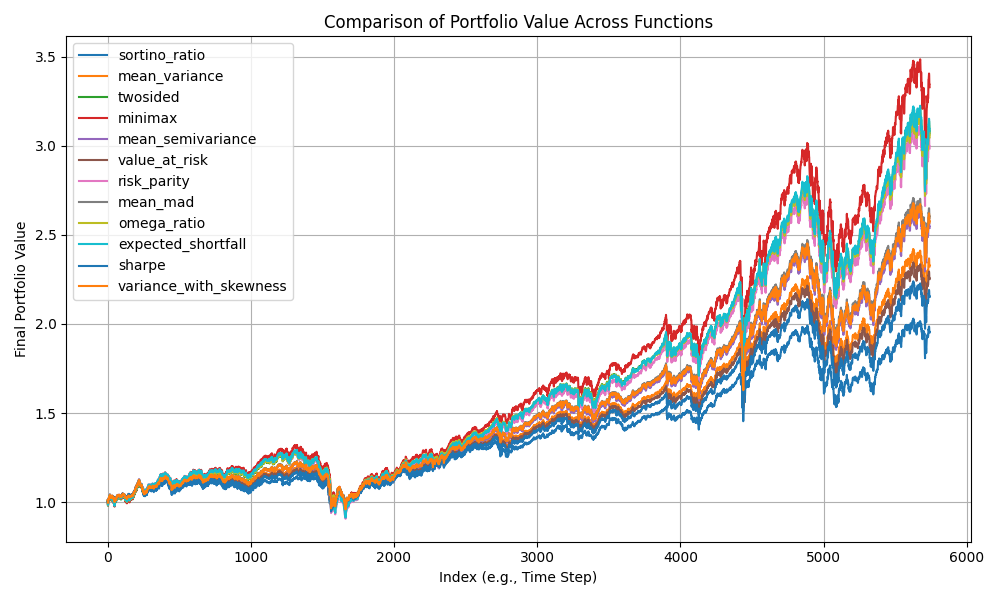 Comparison of Portfolio Value Across Functions
Final Portfolio Value
3.5
3.0
2.5
2.0
1.5
1.0
sortino_ratio
mean_variance
twosided
minimax
mean_semivariance
value_at_risk
risk_parity
mean_mad
omega_ratio
expected_shortfall
sharpe
variance_with_skewness
0
1000
2000
3000
4000
5000
6000
Index (e.g., Time Step)